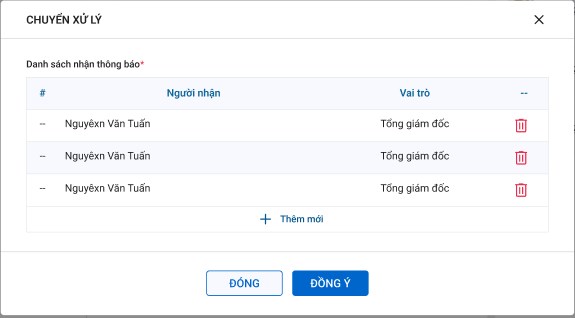 CHUYỂN XỬ LÝ
Danh sách nhận thông báo*
# Người nhận Vai trò --
-- Nguyêxn Văn Tuấn Tổng giám đốc
-- Nguyêxn Văn Tuấn Tổng giám đốc
-- Nguyêxn Văn Tuấn Tổng giám đốc
Thêm mới
ĐÓNG ĐỒNG Ý